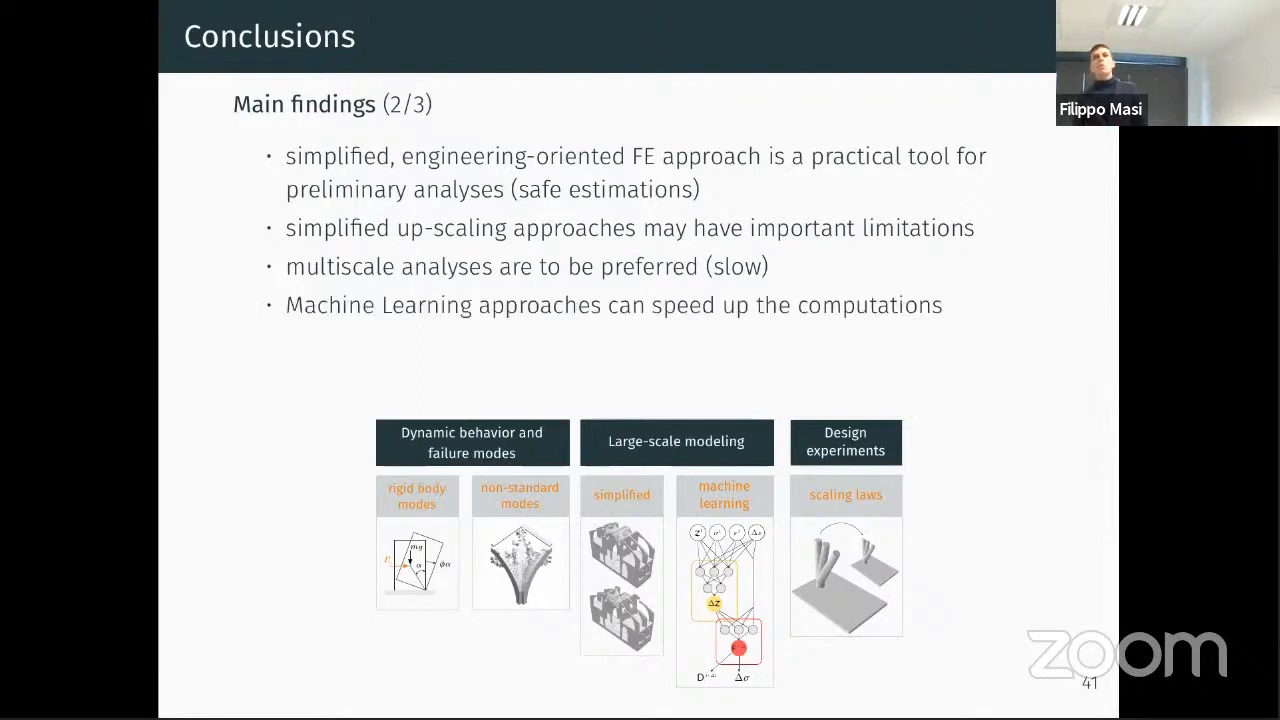 Conclusions
Filippo Masi
Main findings (2/3)
· simplified, engineering-oriented FE approach is a practical tool for
preliminary analyses (safe estimations)
· simplified up-scaling approaches may have important limitations
· multiscale analyses are to be preferred (slow)
· Machine Learning approaches can speed up the computations
Dynamic behavior and
failure modes
Large-scale modeling
Design
experiments
rigid body
modes
non-standard
modes
simplified
machine
learning
scaling laws
mg
α
ϕα
Δz
Δσ
zoom
41